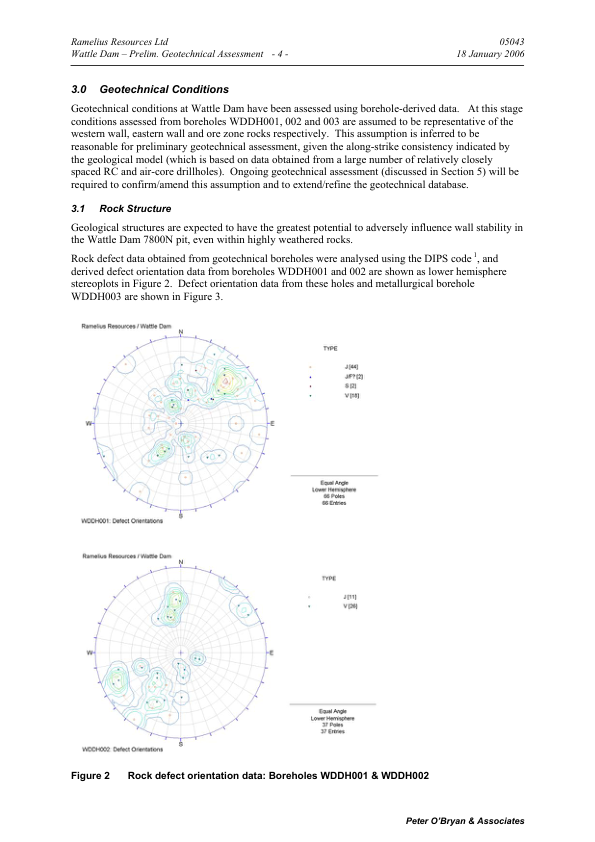 Ramelius Resources Ltd 05043
Wattle Dam – Prelim. Geotechnical Assessment - 4 - 18 January 2006
3.0 Geotechnical Conditions
Geotechnical conditions at Wattle Dam have been assessed using borehole-derived data. At this stage
conditions assessed from boreholes WDDH001, 002 and 003 are assumed to be representative of the
western wall, eastern wall and ore zone rocks respectively. This assumption is inferred to be
reasonable for preliminary geotechnical assessment, given the along-strike consistency indicated by
the geological model (which is based on data obtained from a large number of relatively closely
spaced RC and air-core drillholes). Ongoing geotechnical assessment (discussed in Section 5) will be
required to confirm/amend this assumption and to extend/refine the geotechnical database.
3.1 Rock Structure
Geological structures are expected to have the greatest potential to adversely influence wall stability in
the Wattle Dam 7800N pit, even within highly weathered rocks.
Rock defect data obtained from geotechnical boreholes were analysed using the DIPS code 1, and
derived defect orientation data from boreholes WDDH001 and 002 are shown as lower hemisphere
stereoplots in Figure 2. Defect orientation data from these holes and metallurgical borehole
WDDH003 are shown in Figure 3.
Ramelius Resources / Wattle Dam
N
TYPE
J [44]
J/F? [2]
S [2]
V [18]
W
E
Equal Angle
Lower Hemisphere
66 Poles
66 Entries
S
WDDH001: Defect Orientations
Ramelius Resources / Wattle Dam
N
TYPE
J [11]
V [26]
W
E
Equal Angle
Lower Hemisphere
37 Poles
37 Entries
S
WDDH002: Defect Orientations
Figure 2 Rock defect orientation data: Boreholes WDDH001 & WDDH002
Peter O'Bryan & Associates